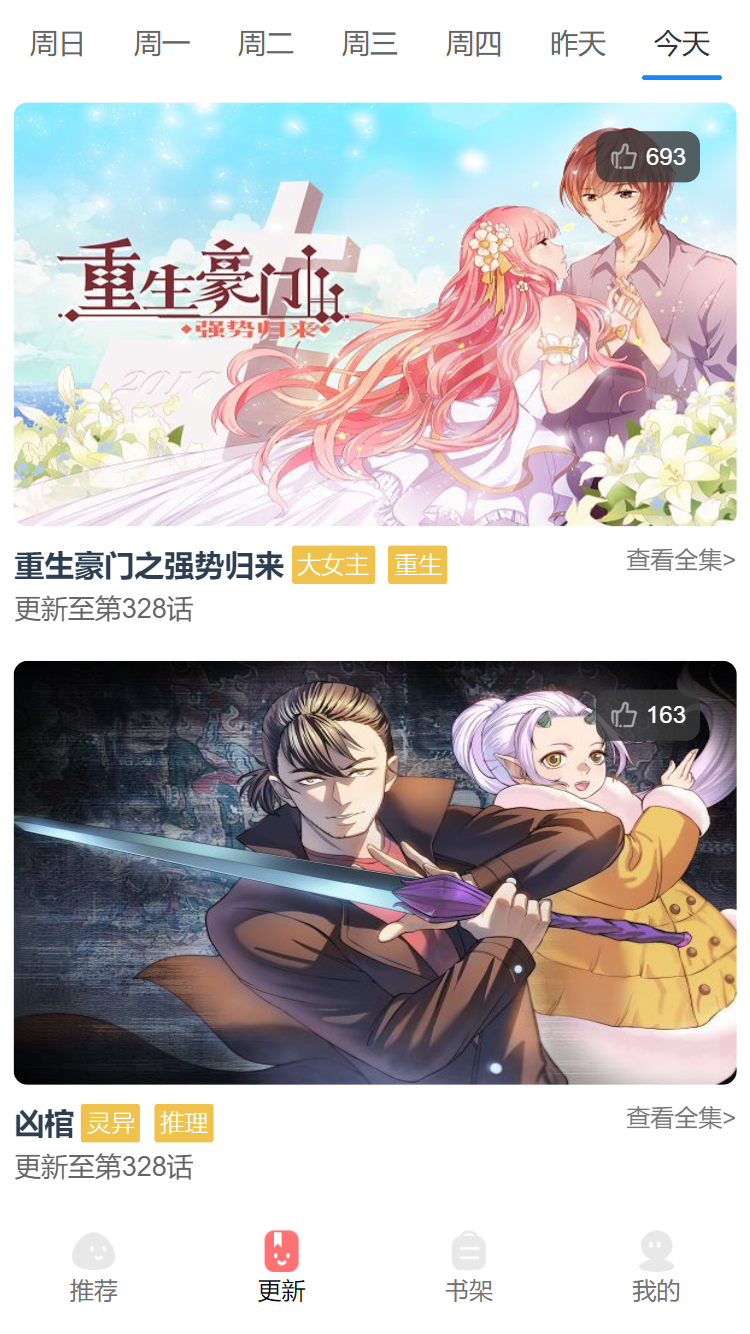 周日 周一 周二 周三 周四 昨天 今天
693
重生豪门
之
强势归来
2017
重生豪门之强势归来 大女主 重生 查看全集>
更新至第328话
163
凶棺 灵异 推理 查看全集>
更新至第328话
推荐 更新 书架 我的